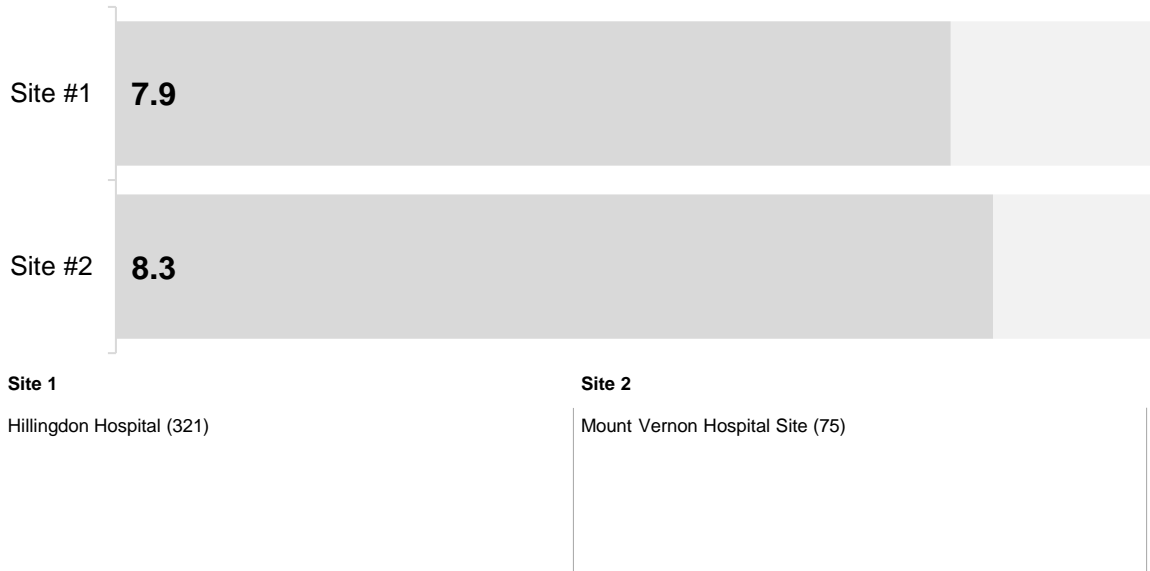 Site #1 7.9
Site #2 8.3
Site 1 Site 2
Hillingdon Hospital (321) Mount Vernon Hospital Site (75)